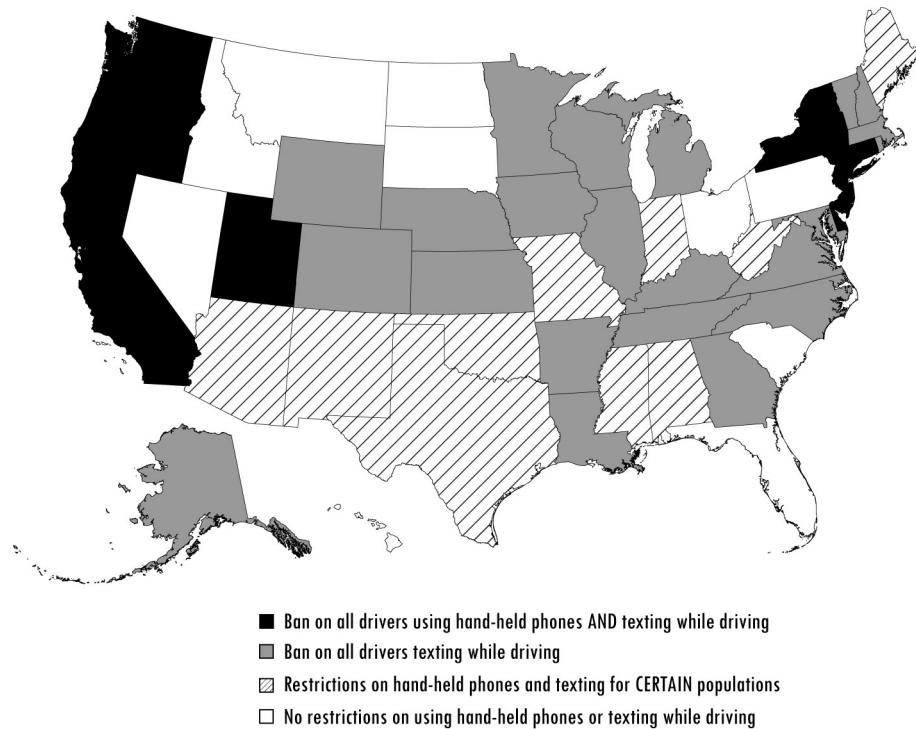 Ban on all drivers using hand-held phones AND texting while driving
Ban on all drivers texting while driving
Restrictions on hand-held phones and texting for CERTAIN populations
No restrictions on using hand-held phones or texting while driving